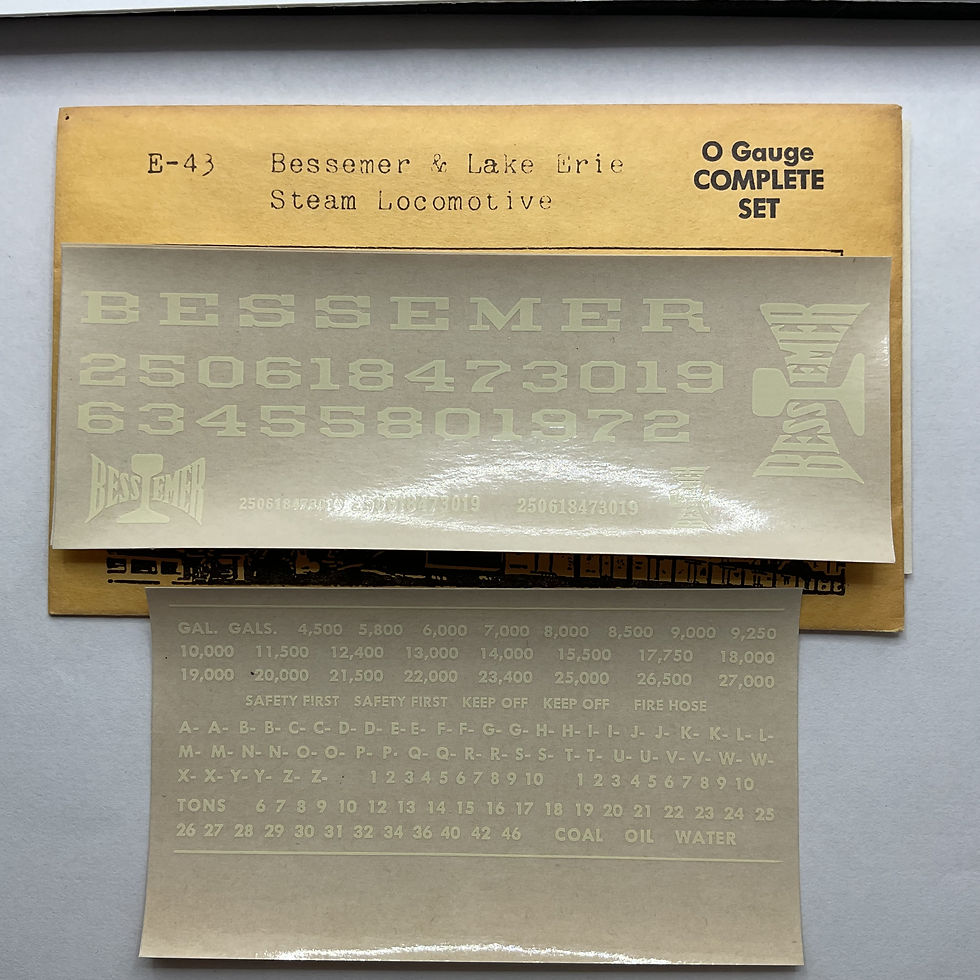 E-43 Bessemer & Lake Erie
Steam Locomotive
O Gauge
COMPLETE
SET
BESSEMER
250618473019
63455801972
BESSEMER
BESSEMER
250618473019 250618473019 250618473019
GAL. GALS. 4,500 5,800 6,000 7,000 8,000 8,500 9,000 9,250
10,000 11,500 12,400 13,000 14,000 15,500 17,750 18,000
19,000 20,000 21,500 22,000 23,400 25,000 26,500 27,000
SAFETY FIRST SAFETY FIRST KEEP OFF KEEP OFF FIRE HOSE
A- A- B- B- C- C- D- D- E- E- F- F- G- G- H- H- I- I- J- J- K- K- L- L-
M- M- N- N- O- O- P- P- Q- Q- R- R- S- S- T- T- U- U- V- V- W- W-
X- X- Y- Y- Z- Z- 1 2 3 4 5 6 7 8 9 10 1 2 3 4 5 6 7 8 9 10
TONS 6 7 8 9 10 12 13 14 15 16 17 18 19 20 21 22 23 24 25
26 27 28 29 30 31 32 34 36 40 42 46 COAL OIL WATER